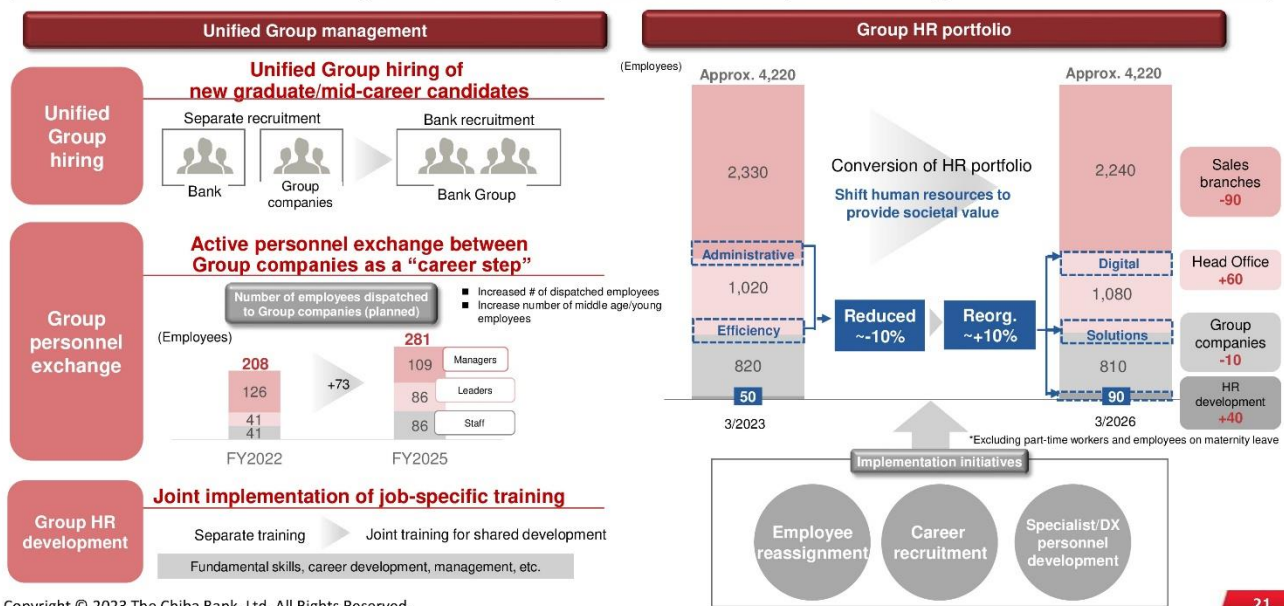 Unified Group management
Unified
Group
hiring
Unified Group hiring of
new graduate/mid-career candidates
Separate recruitment
Bank recruitment
Bank
Group
companies
Bank Group
Group
personnel
exchange
Active personnel exchange between
Group companies as a “career step”
Number of employees dispatched
to Group companies (planned)
■ Increased # of dispatched employees
■ Increase number of middle age/young
employees
(Employees)
208
126
41
41
FY2022
+73
281
109
86
86
FY2025
Managers
Leaders
Staff
Group HR
development
Joint implementation of job-specific training
Separate training
Joint training for shared development
Fundamental skills, career development, management, etc.
Group HR portfolio
(Employees)
Approx. 4,220
2,330
Administrative
1,020
Efficiency
820
50
3/2023
Conversion of HR portfolio
Shift human resources to
provide societal value
Reduced
~-10%
Reorg.
~+10%
Approx. 4,220
2,240
Digital
1,080
Solutions
810
90
3/2026
Sales
branches
-90
Head Office
+60
Group
companies
-10
HR
development
+40
*Excluding part-time workers and employees on maternity leave
Implementation initiatives
Employee
reassignment
Career
recruitment
Specialist/DX
personnel
development
Copyright © 2023 The Chiba Bank, Ltd. All Rights Reserved
21